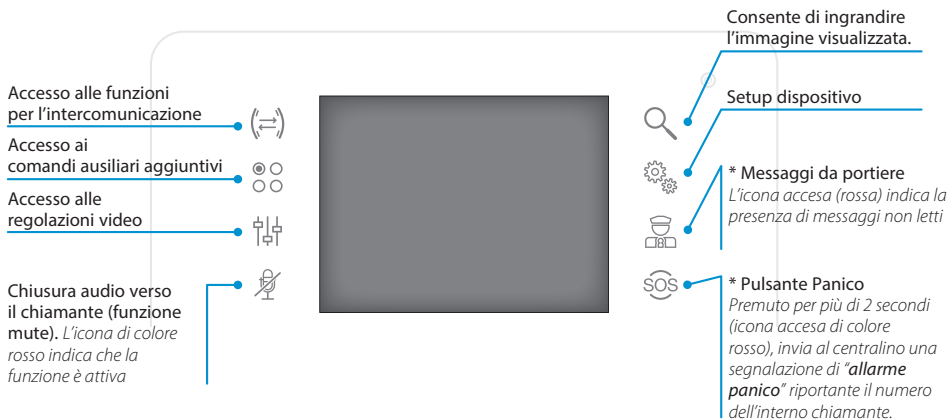 Accesso alle funzioni
per l'intercomunicazione
Accesso ai
comandi ausiliari aggiuntivi
Accesso alle
regolazioni video
Chiusura audio verso
il chiamante (funzione
mute). L'icona di colore
rosso indica che la
funzione è attiva
Consente di ingrandire
l'immagine visualizzata.
Setup dispositivo
* Messaggi da portiere
L'icona accesa (rossa) indica la
presenza di messaggi non letti
SOS
* Pulsante Panico
Premuto per più di 2 secondi
(icona accesa di colore
rosso), invia al centralino una
segnalazione di "allarme
panico" riportante il numero
dell'interno chiamante.